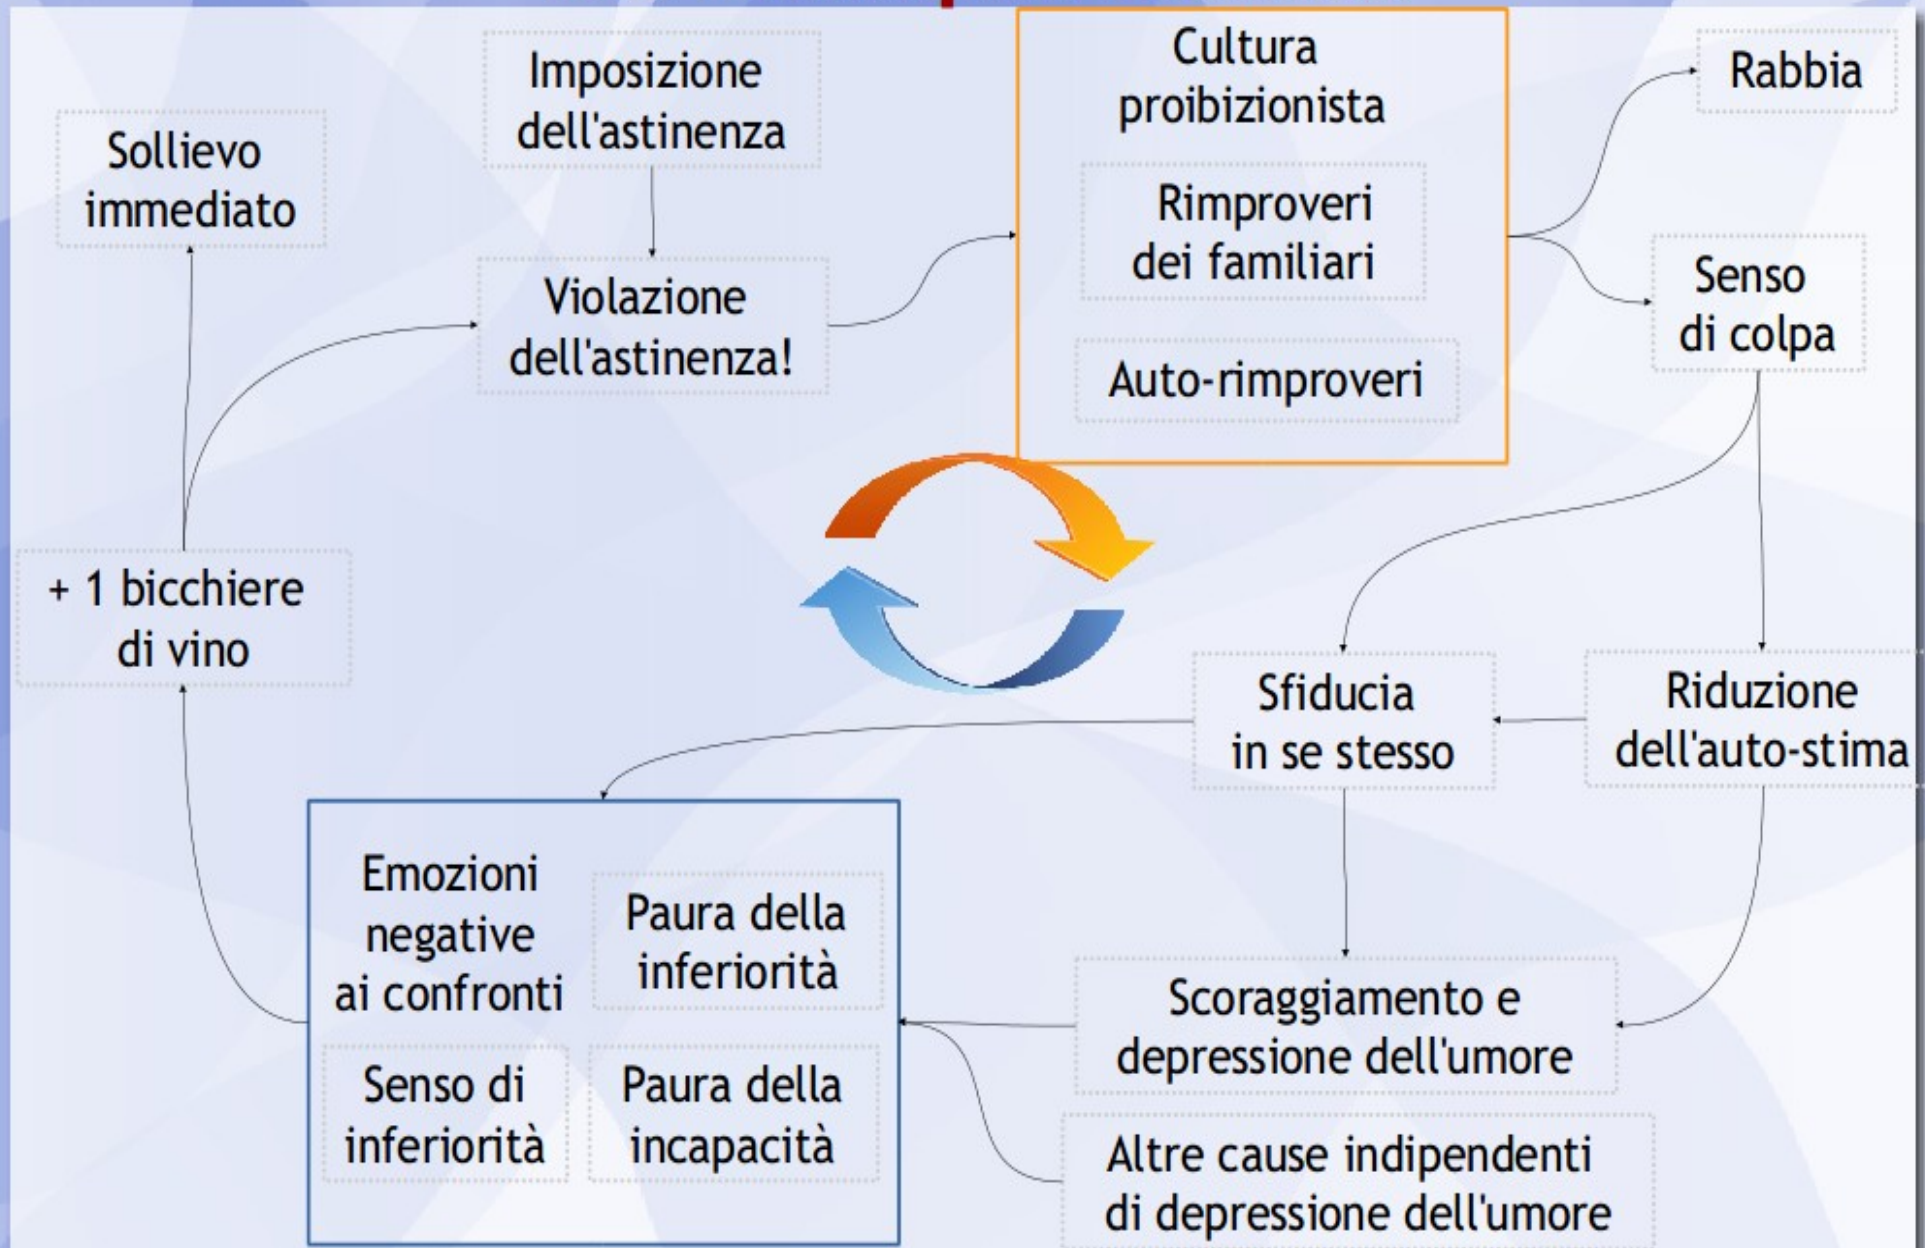 Imposizione
dell'astinenza
Cultura
proibizionista
Rabbia
Sollievo
immediato
Rimproveri
dei familiari
Violazione
dell'astinenza!
Senso
di colpa
Auto-rimproveri
+ 1 bicchiere
di vino
Sfiducia
in se stesso
Riduzione
dell'auto-stima
Emozioni
negative
ai confronti
Paura della
inferiorità
Senso di
inferiorità
Paura della
incapacità
Scoraggiamento e
depressione dell'umore
Altre cause indipendenti
di depressione dell'umore